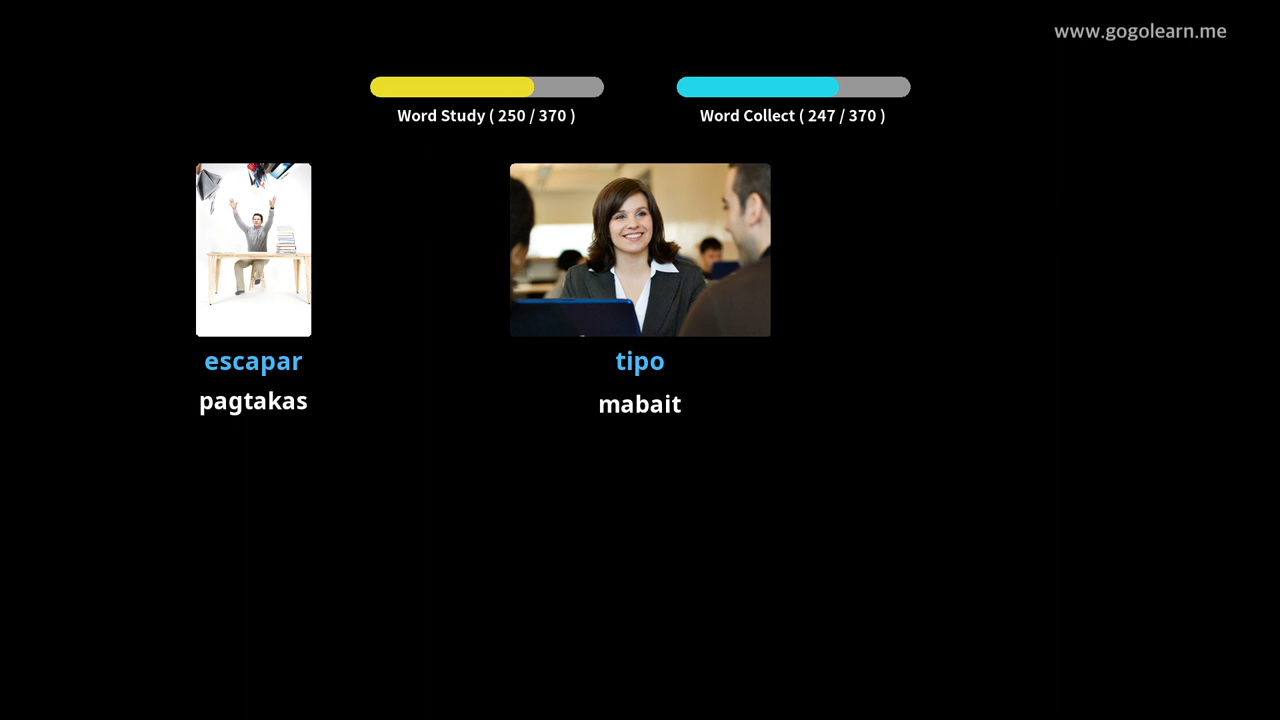 www.gogolearn.me
Word Study ( 250 / 370 )
Word Collect ( 247 / 370 )
escapar
pagtakas
tipo
mabait